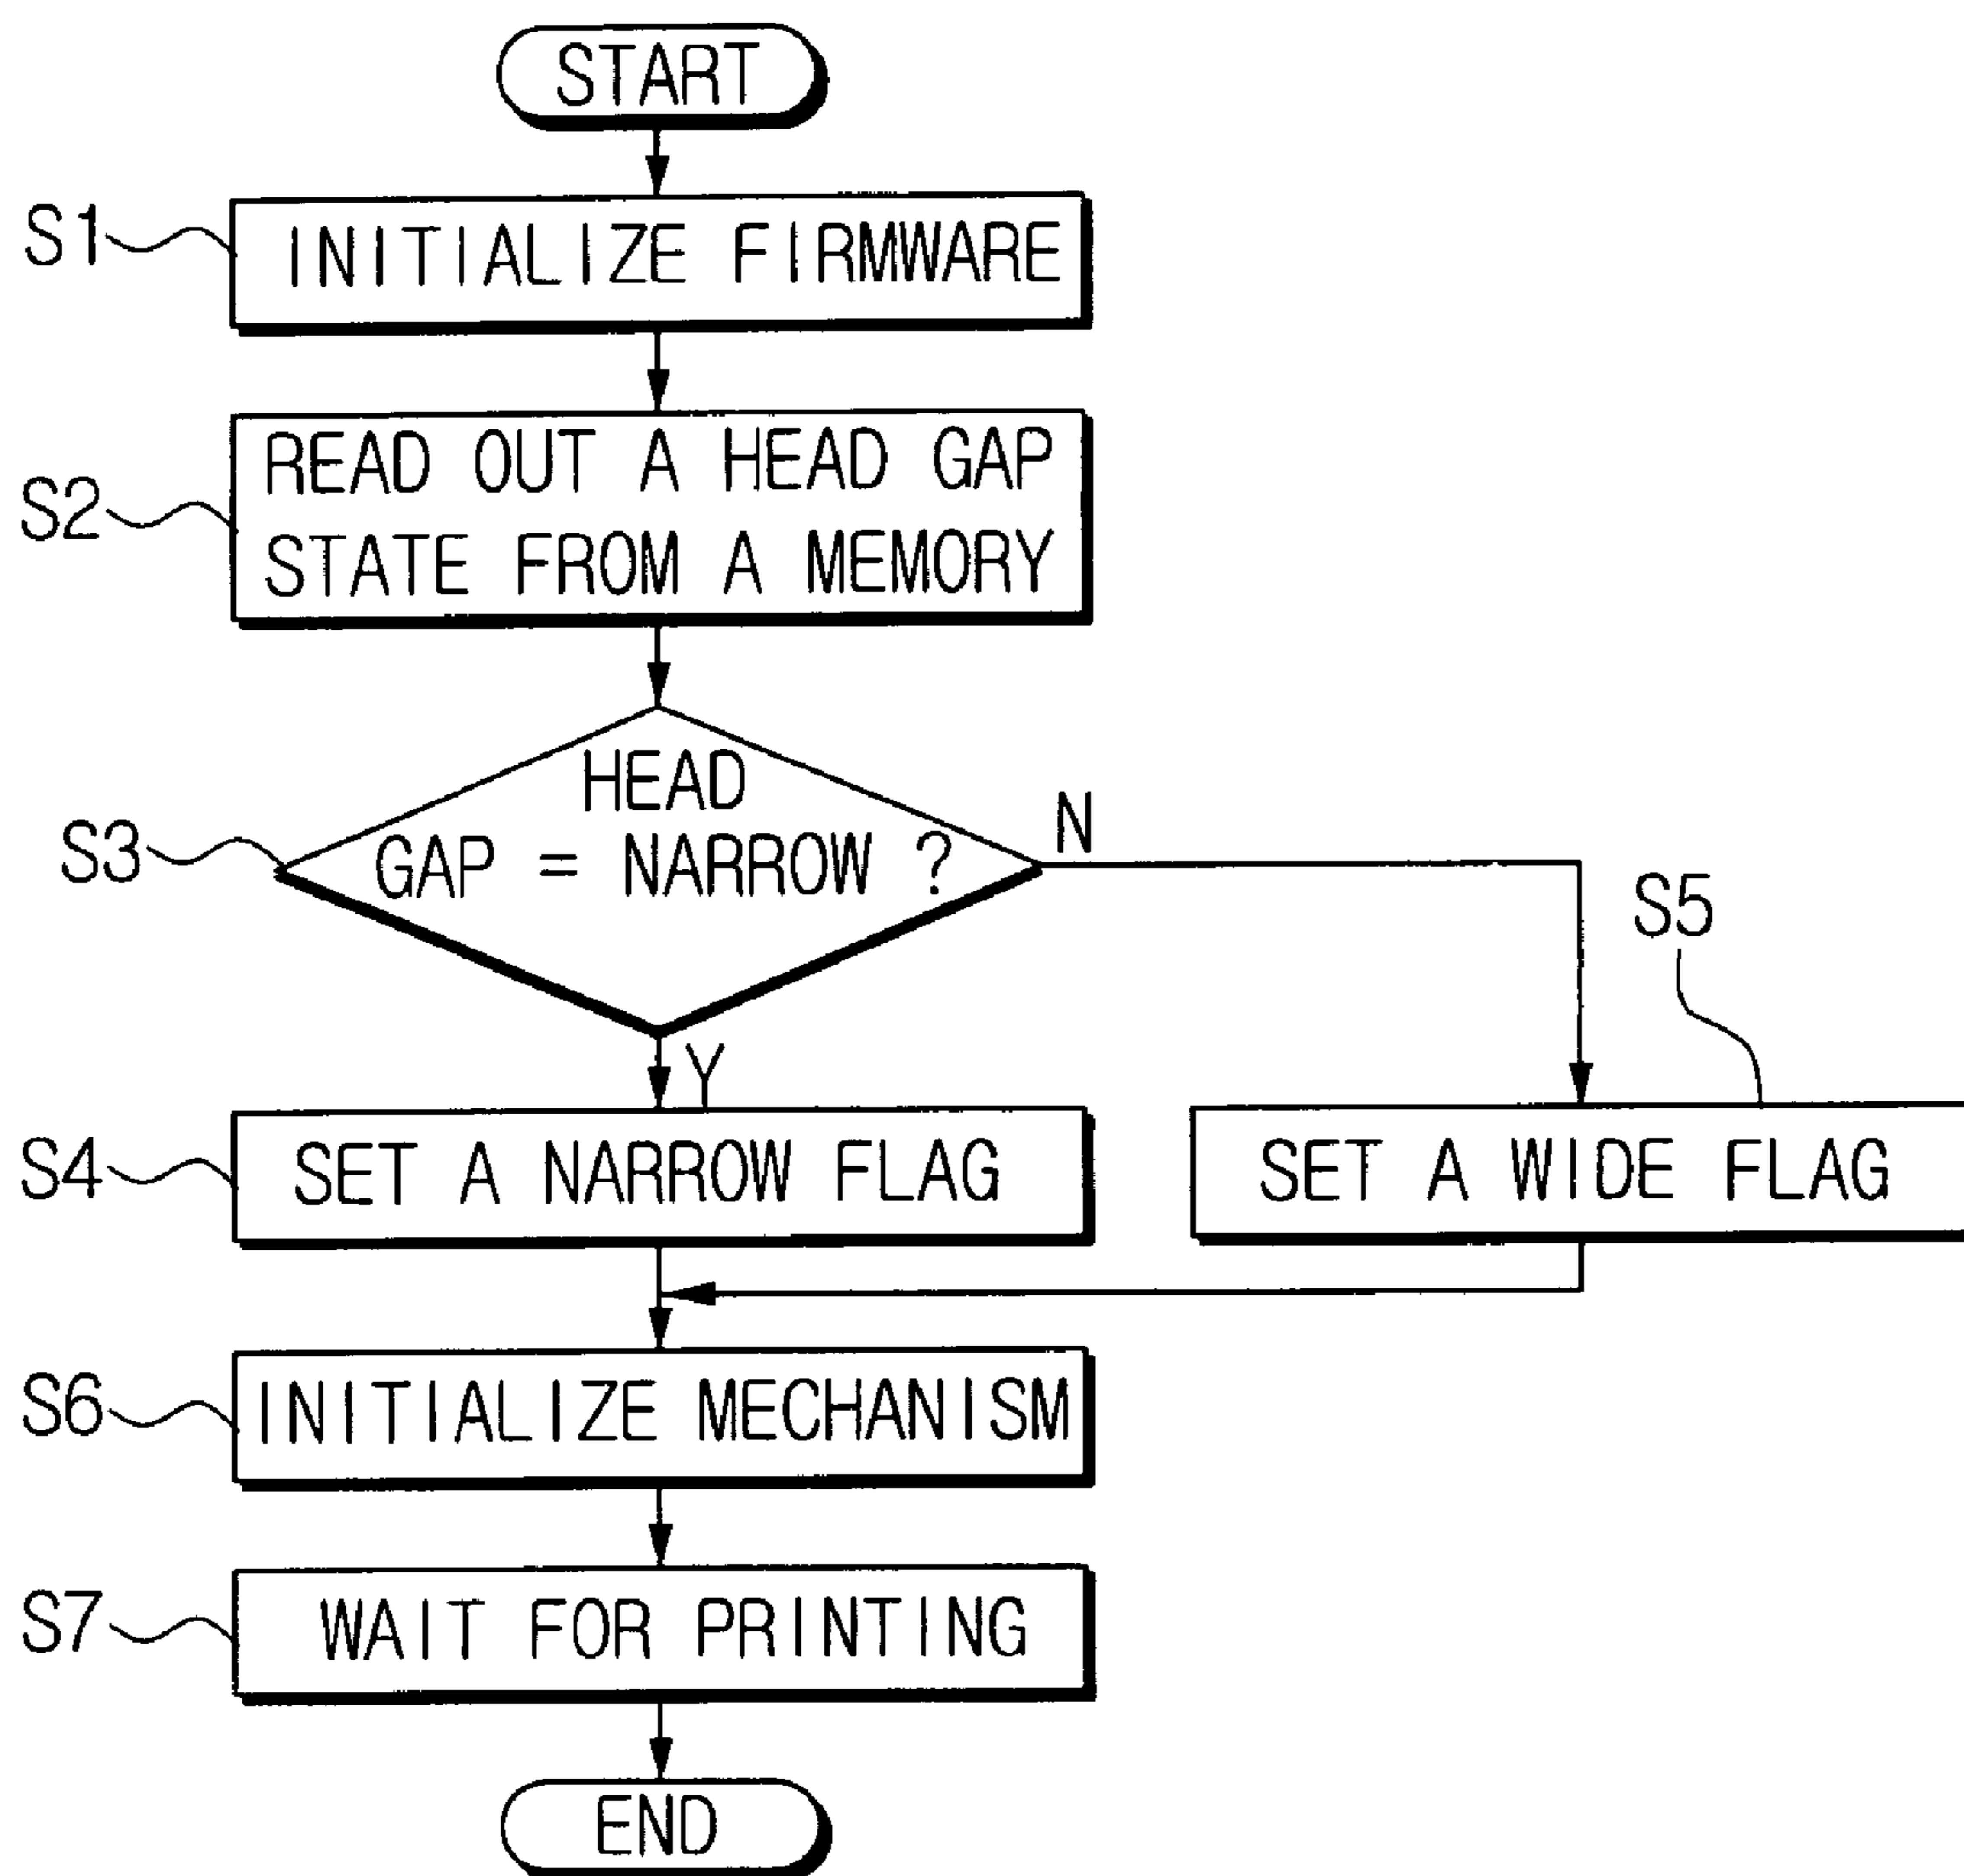 START
S1
INITIALIZE FIRMWARE
S2
READ OUT A HEAD GAP
STATE FROM A MEMORY
S3
HEAD
GAP = NARROW ?
N
Y
S4
SET A NARROW FLAG
S5
SET A WIDE FLAG
S6
INITIALIZE MECHANISM
S7
WAIT FOR PRINTING
END